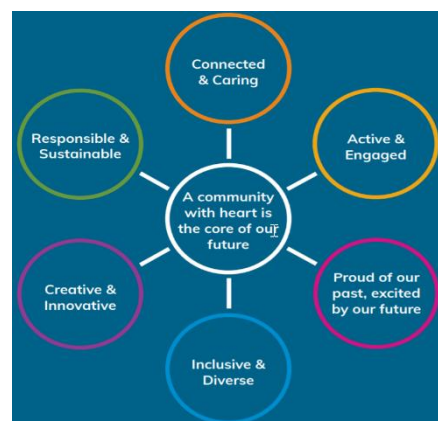 Connected
& Caring
Responsible &
Sustainable
Active &
Engaged
A community
with heart is
the core of our
future
Creative &
Innovative
Proud of our
past, excited
by our future
Inclusive &
Diverse